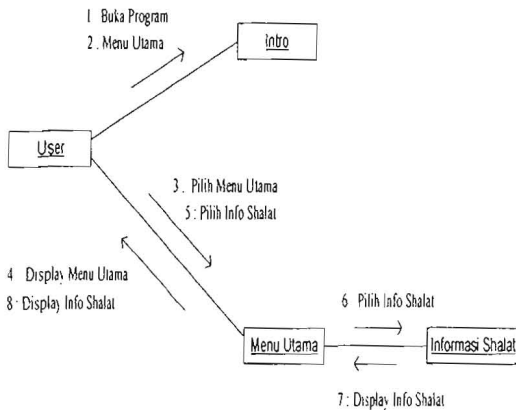 1 Buka Program
2 : Menu Utama
Intro
User
3 . Pilih Menu Utama
5 : Pilih Info Shalat
4 Display Menu Utama
8 : Display Info Shalat
6 Pilih Info Shalat
Menu Utama
Informasi Shalat
7 : Display Info Shalat